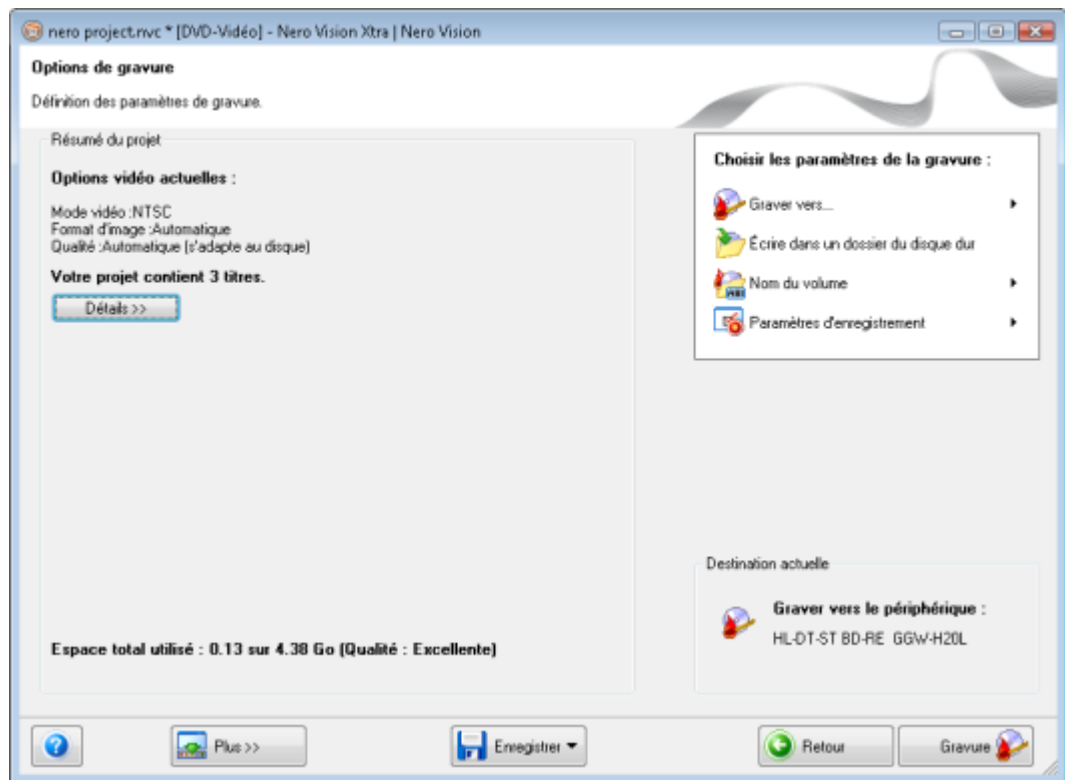 nero project.nvc * [DVD-Vidéo] - Nero Vision Xtra | Nero Vision
Options de gravure
Définition des paramètres de gravure.
Résumé du projet
Options vidéo actuelles :
Mode vidéo :NTSC
Format d'image :Automatique
Qualité :Automatique (s'adapte au disque)
Votre projet contient 3 titres.
Détails >>
Espace total utilisé : 0.13 sur 4.38 Go (Qualité : Excellente)
Choisir les paramètres de la gravure :
Graver vers...
Écrire dans un dossier du disque dur
Nom du volume
Paramètres d'enregistrement
Destination actuelle
Graver vers le périphérique :
HL-DT-ST BD-RE GGW-H20L
Plus >>
Enregistrer
Retour
Gravure